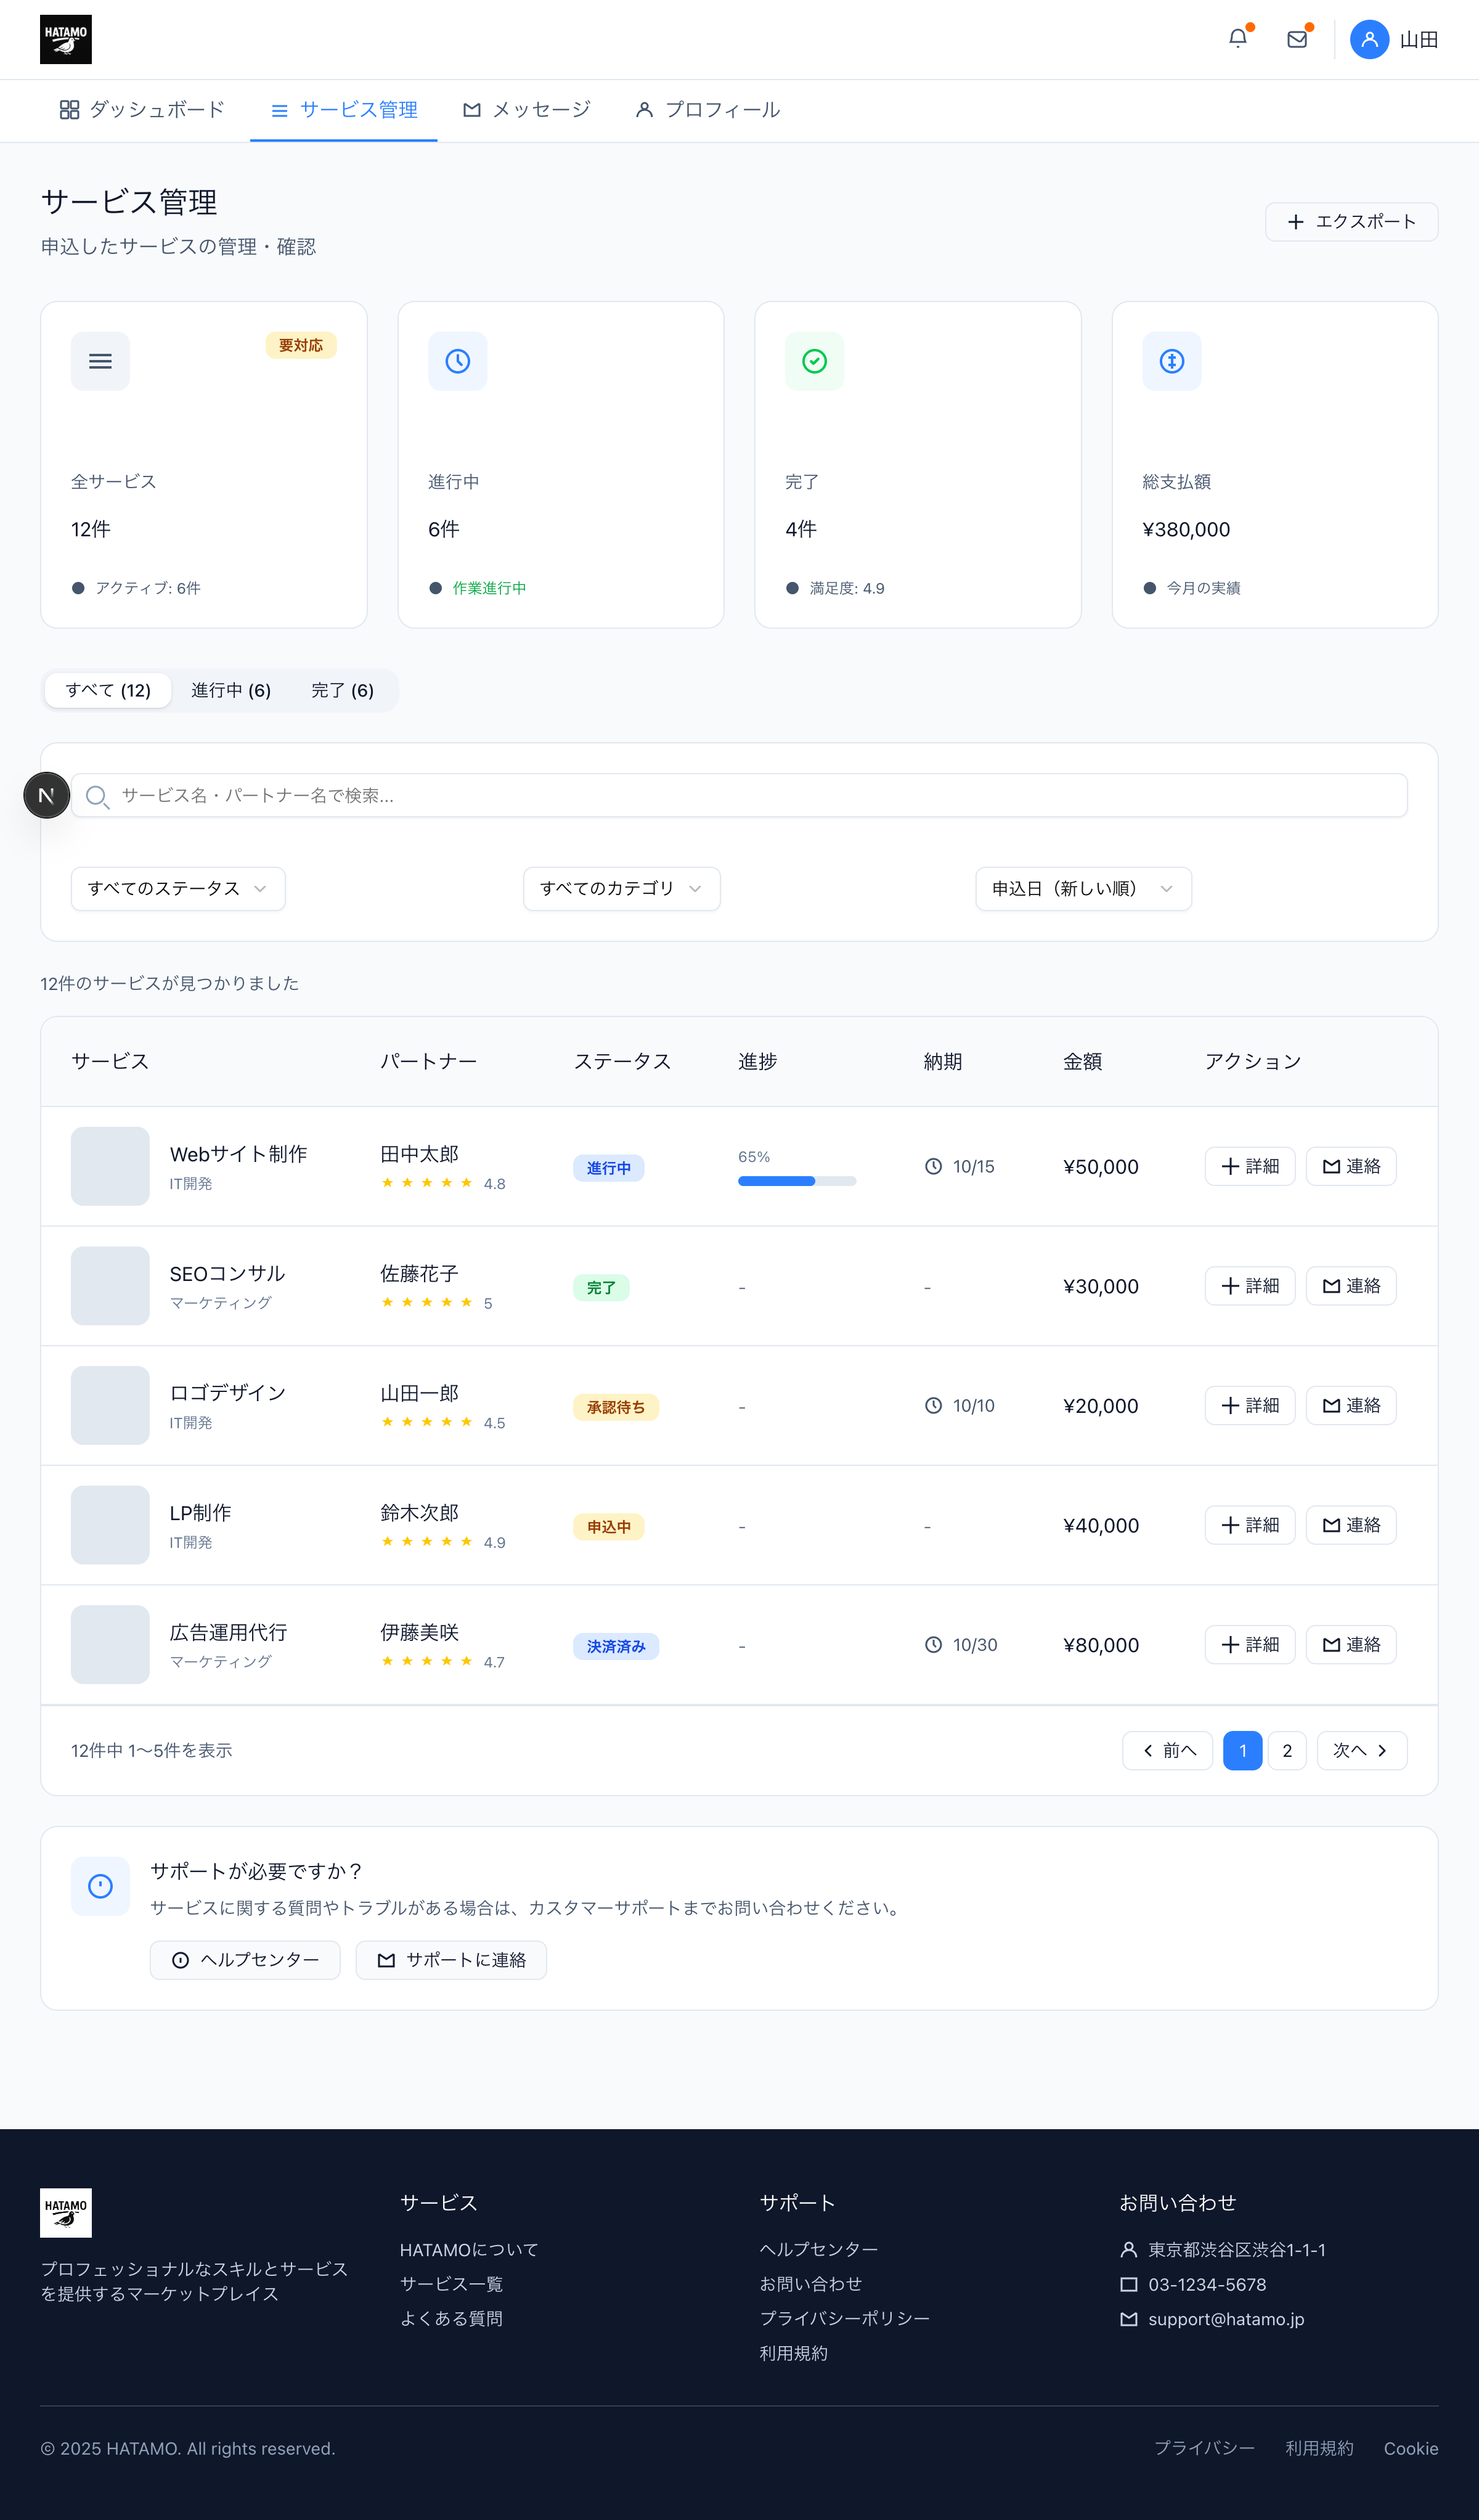 HATAMO
山田
ダッシュボード
サービス管理
メッセージ
プロフィール
サービス管理
申込したサービスの管理・確認
エクスポート
要対応
全サービス
12件
アクティブ: 6件
進行中
6件
作業進行中
完了
4件
満足度: 4.9
総支払額
¥380,000
今月の実績
すべて (12)
進行中 (6)
完了 (6)
N
サービス名・パートナー名で検索...
すべてのステータス
すべてのカテゴリ
申込日（新しい順）
12件のサービスが見つかりました
サービス パートナー ステータス 進捗 納期 金額 アクション
Webサイト制作
IT開発
田中太郎
★ ★ ★ ★ ★ 4.8
進行中
65%
10/15
¥50,000
詳細
連絡
SEOコンサル
マーケティング
佐藤花子
★ ★ ★ ★ ★ 5
完了
-
-
¥30,000
詳細
連絡
ロゴデザイン
IT開発
山田一郎
★ ★ ★ ★ ★ 4.5
承認待ち
-
10/10
¥20,000
詳細
連絡
LP制作
IT開発
鈴木次郎
★ ★ ★ ★ ★ 4.9
申込中
-
-
¥40,000
詳細
連絡
広告運用代行
マーケティング
伊藤美咲
★ ★ ★ ★ ★ 4.7
決済済み
-
10/30
¥80,000
詳細
連絡
12件中 1〜5件を表示
前へ
1
2
次へ
サポートが必要ですか？
サービスに関する質問やトラブルがある場合は、カスタマーサポートまでお問い合わせください。
ヘルプセンター
サポートに連絡
HATAMO
プロフェッショナルなスキルとサービス
を提供するマーケットプレイス
サービス
HATAMOについて
サービス一覧
よくある質問
サポート
ヘルプセンター
お問い合わせ
プライバシーポリシー
利用規約
お問い合わせ
東京都渋谷区渋谷1-1-1
03-1234-5678
support@hatamo.jp
© 2025 HATAMO. All rights reserved.
プライバシー
利用規約
Cookie